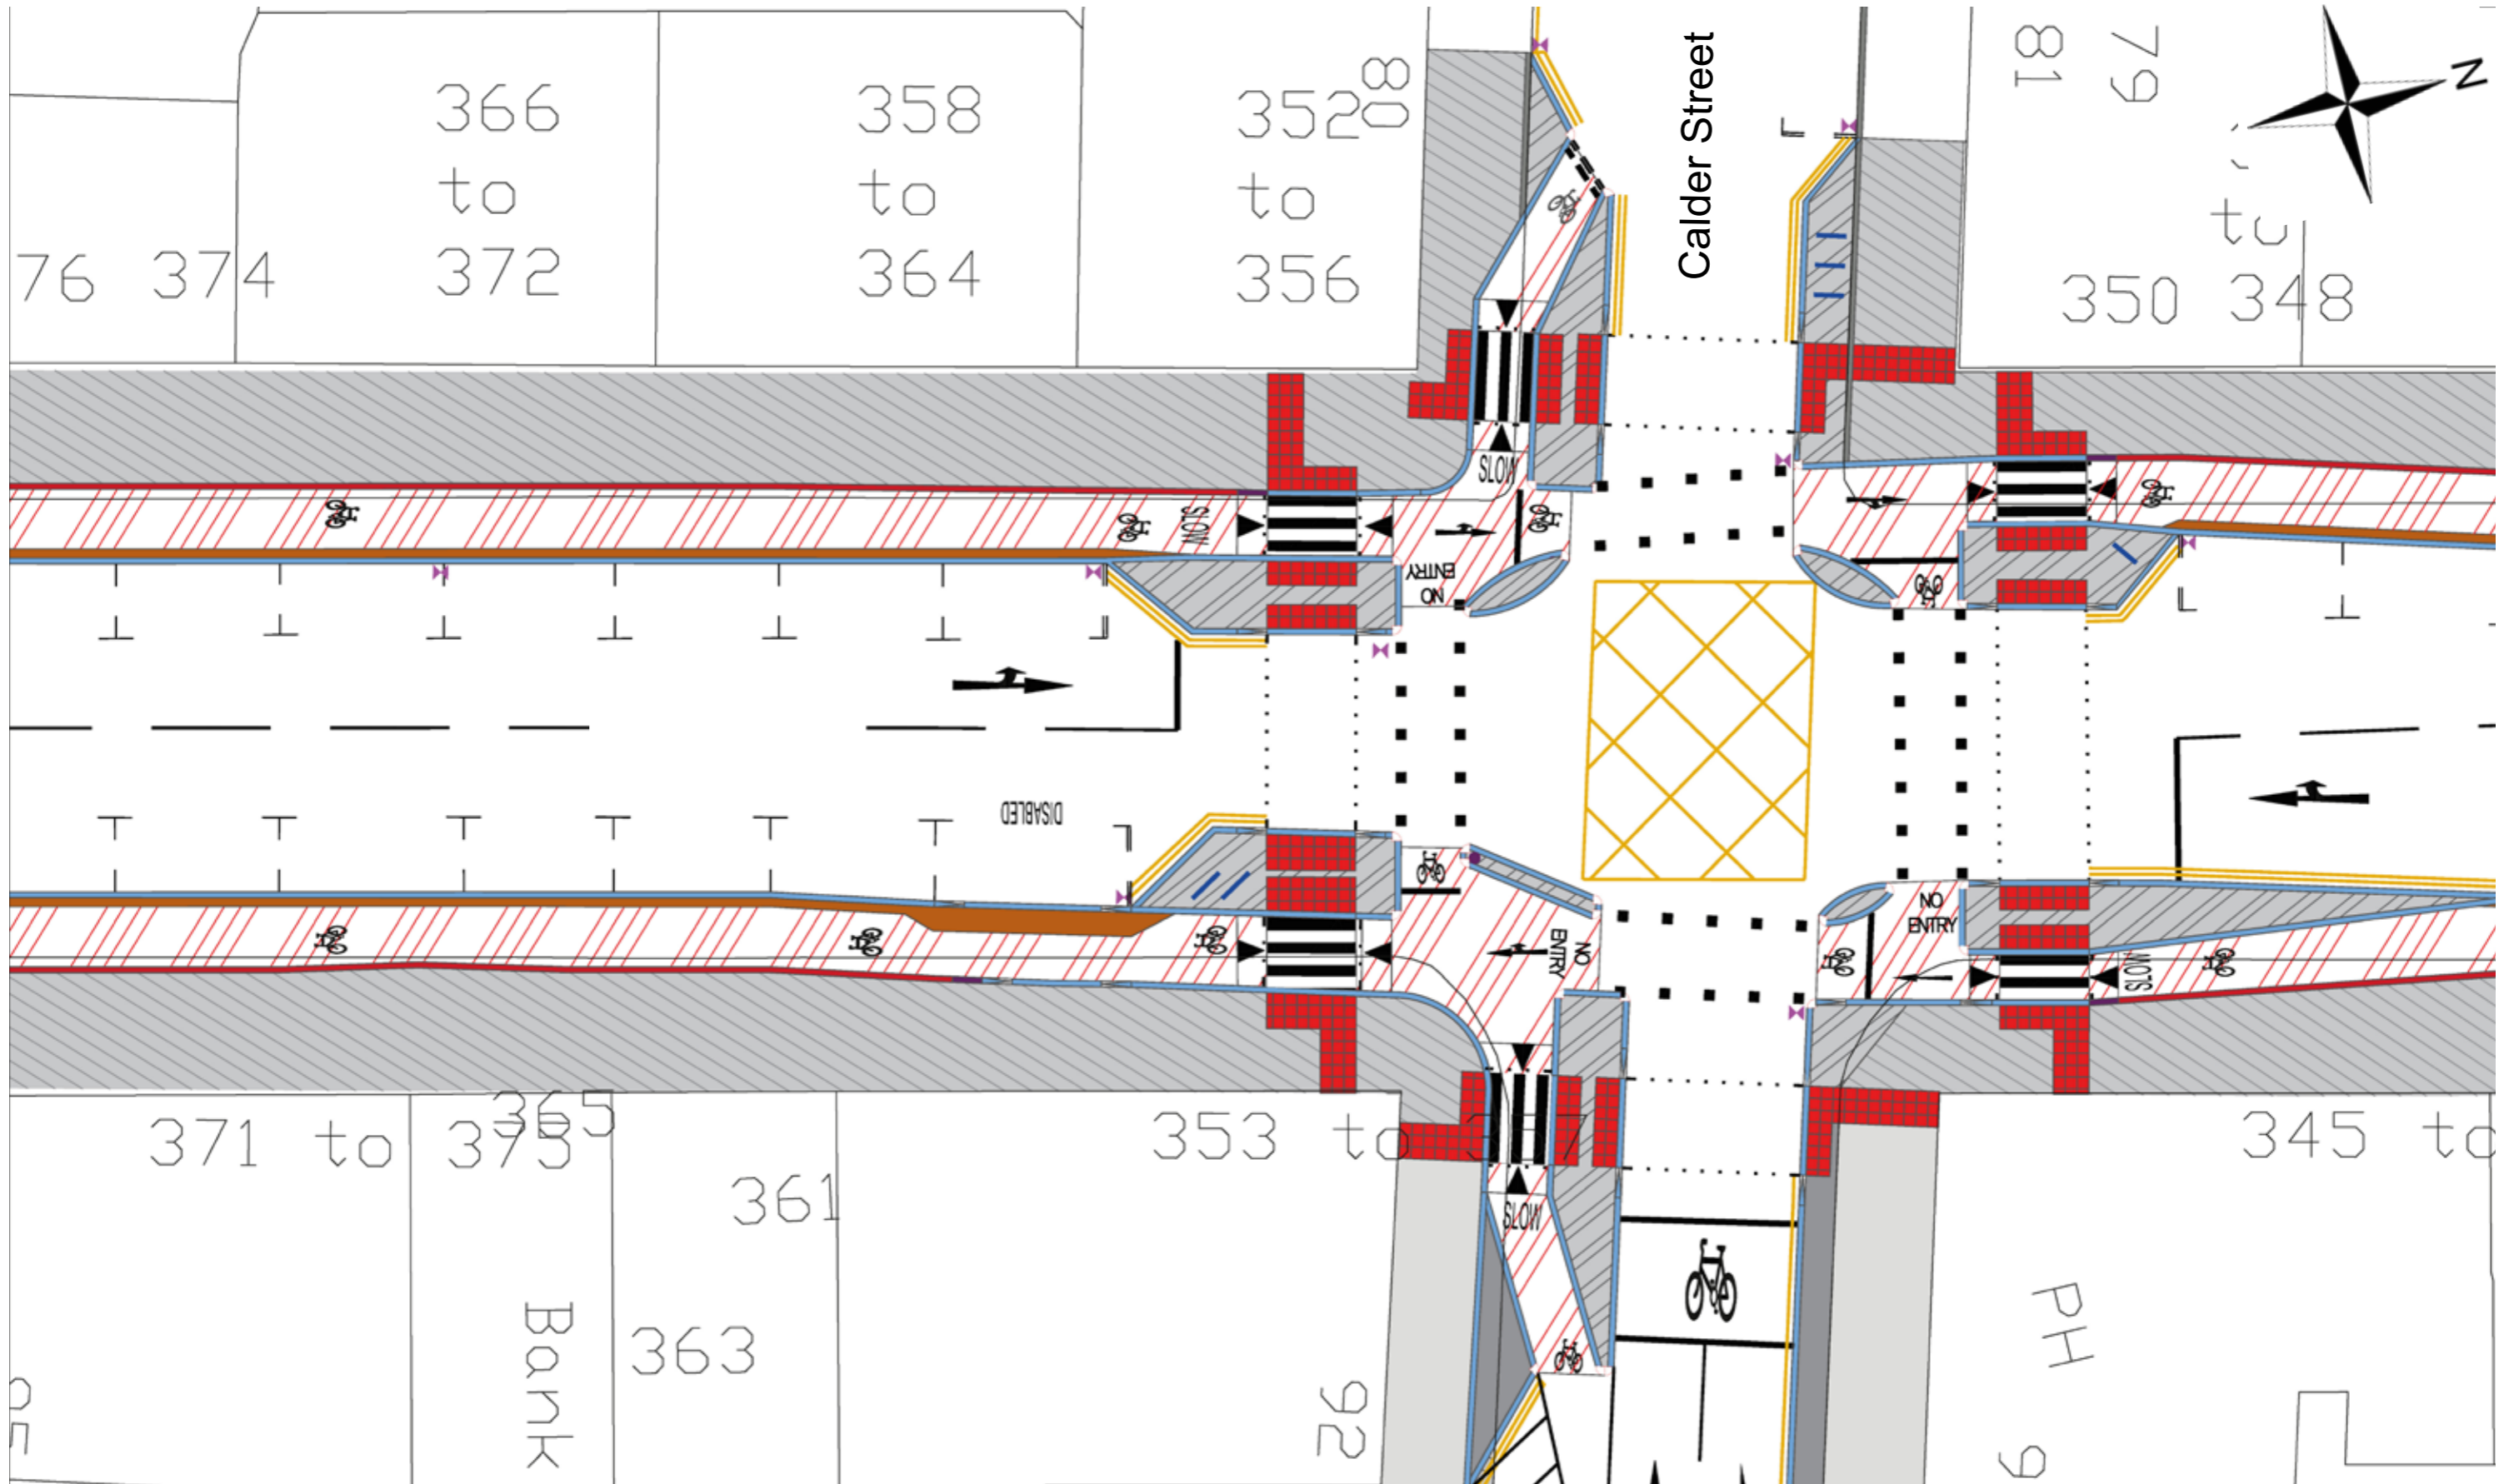 Calder Street
N
81
79
80
366
to
372
358
to
364
352
to
356
76
374
350
348
SLOW
SLOW
NO
ENTRY
DISABLED
NO
ENTRY
NO
ENTRY
SLOW
SLOW
371 to 375
365
361
363
Bank
353 to 357
92
345 to
PH
9